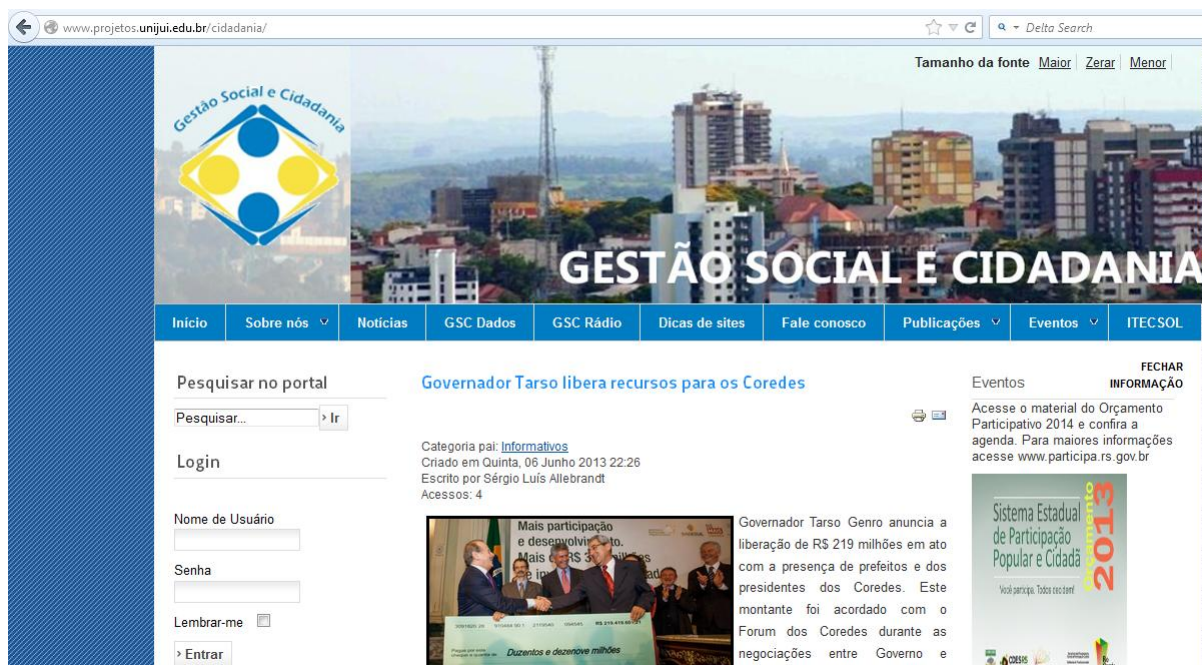 www.projetos.unijui.edu.br/cidadania/
Delta Search
Tamanho da fonte Maior Zerar Menor
Gestão Social e Cidadania
GESTÃO SOCIAL E CIDADANIA
Início Sobre nós Notícias GSC Dados GSC Rádio Dicas de sites Fale conosco Publicações Eventos ITECSOL
Pesquisar no portal
Pesquisar... Ir
Login
Nome de Usuário
Senha
Lembrar-me
Entrar
Governador Tarso libera recursos para os Coredes
Categoria pai: Informativos
Criado em Quinta, 06 Junho 2013 22:26
Escrito por Sérgio Luís Allebrandt
Acessos: 4
Mais participação
e desenvolvimento.
Mais de R$
Duzentos e dezenove milhões
Governador Tarso Genro anuncia a
liberação de R$ 219 milhões em ato
com a presença de prefeitos e dos
presidentes dos Coredes. Este
montante foi acordado com o
Forum dos Coredes durante as
negociações entre Governo e
Eventos
FECHAR
INFORMAÇÃO
Acesse o material do Orçamento
Participativo 2014 e confira a
agenda. Para maiores informações
acesse www.participa.rs.gov.br
Sistema Estadual
de Participação
Popular e Cidadã
Orçamento
2013
Você participa. Todos decidem!